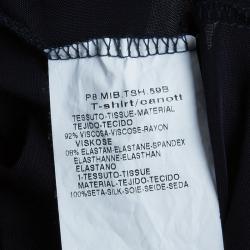 P8.MIB.TSH.59B
T-shirt/canott
TESSUTO-TISSUE-MATERIAL
TEJIDO-TECIDO
92% VISCOSA-VISCOSE-RAYON
VISKOSE
08% ELASTAM-ELASTANE-SPANDEX
ELASTHANNE-ELASTHAN
ELASTANO
1-TESSUTO-TISSUE
MATERIAL-TEJIDO-TECIDO
100%SETA-SILK-SOIE-SEIDE-SEDA